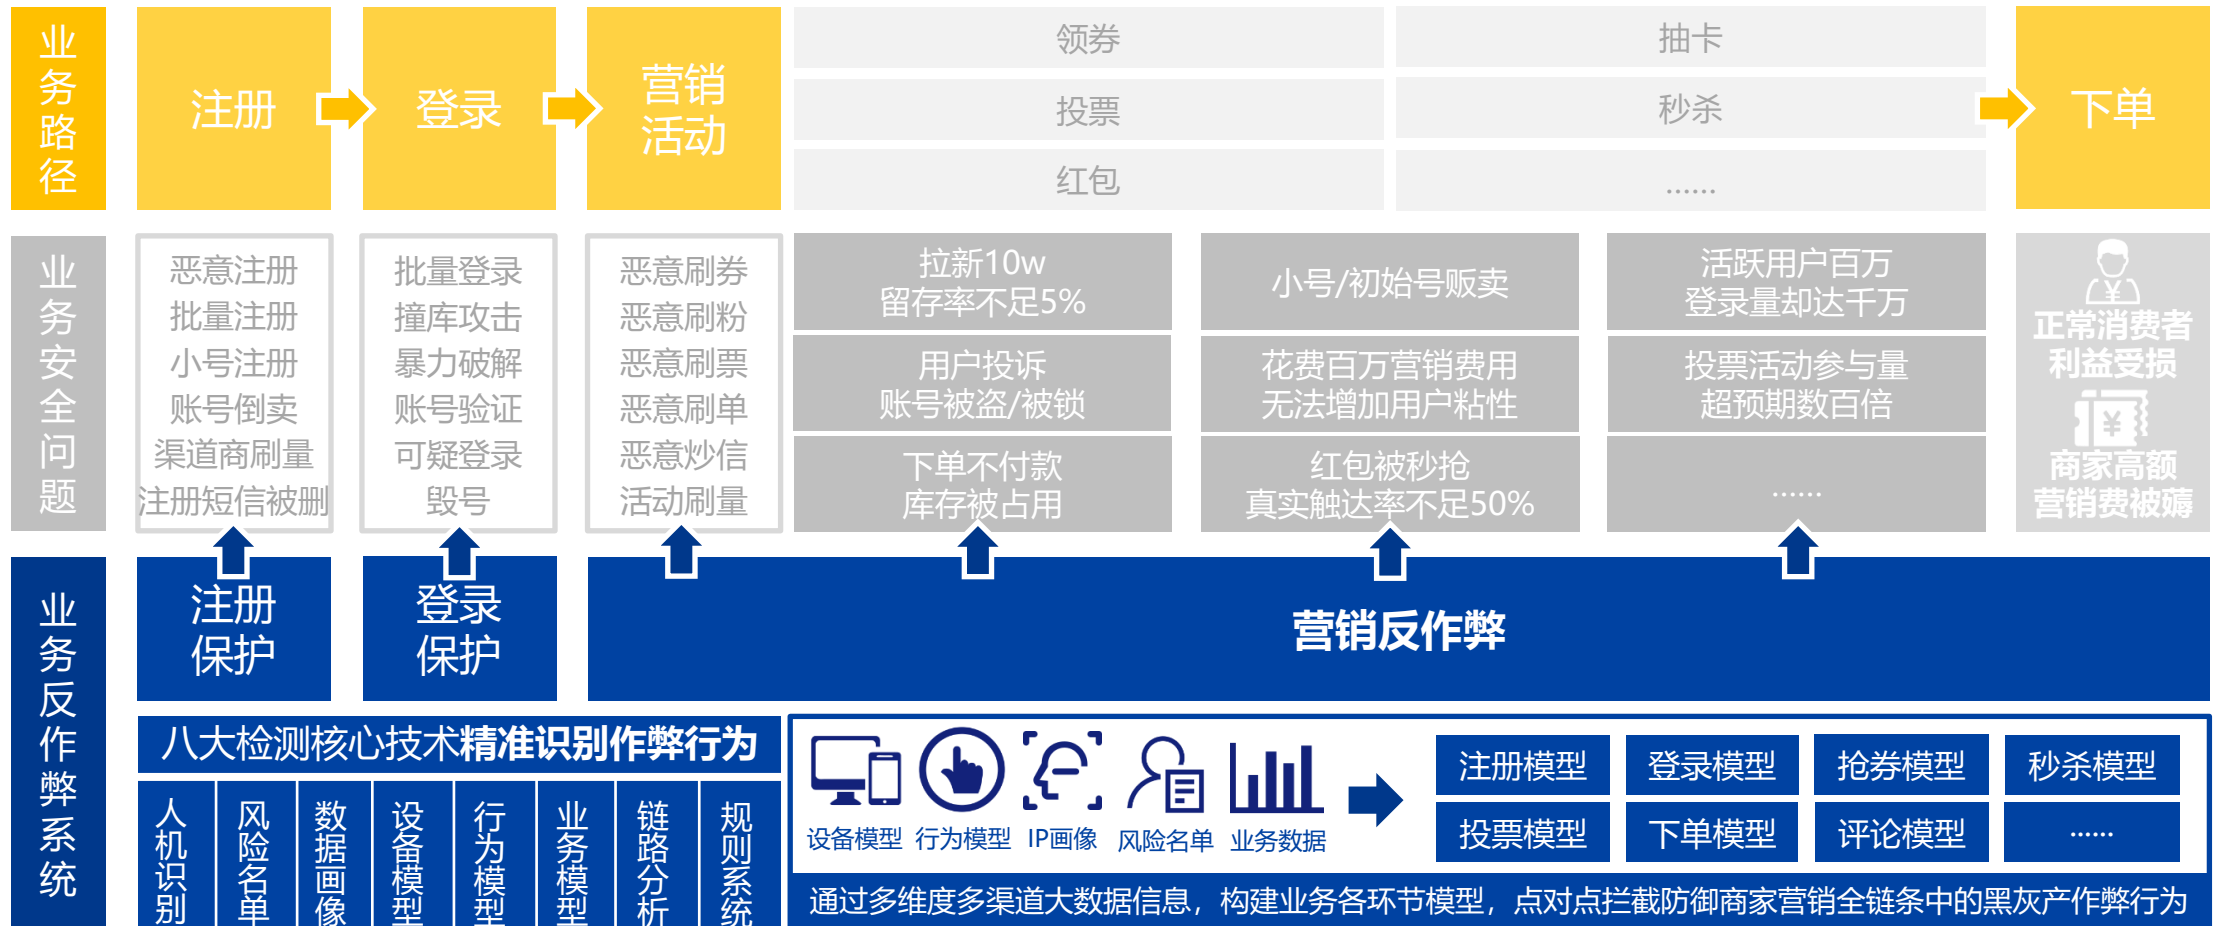 业务路径
注册
登录
营销
活动
领券
抽卡
投票
秒杀
红包
……
下单
业务安全问题
恶意注册
批量注册
小号注册
账号倒卖
渠道商刷量
注册短信被刷
批量登录
撞库攻击
暴力破解
账号验证
可疑登录
毁号
恶意刷券
恶意刷粉
恶意刷票
恶意刷单
恶意炒信
活动刷量
拉新10w
留存率不足5%
小号/初始号贩卖
活跃用户百万
登录量却达千万
用户投诉
账号被盗/被锁
花费百万营销费用
无法增加用户粘性
投票活动参与量
超预期数百倍
下单不付款
库存被占用
红包被秒抢
真实触达率不足50%
……
正常消费者
利益受损
商家高额
营销费被薅
业务反作弊系统
注册
保护
登录
保护
营销反作弊
八大检测核心技术精准识别作弊行为
人机识别
风险名单
数据画像
设备模型
行为模型
业务模型
链路分析
规则系统
设备模型
行为模型
IP画像
风险名单
业务数据
注册模型
登录模型
抢券模型
秒杀模型
投票模型
下单模型
评论模型
……
通过多维度多渠道大数据信息，构建业务各环节模型，点对点拦截防御商家营销全链条中的黑灰产作弊行为